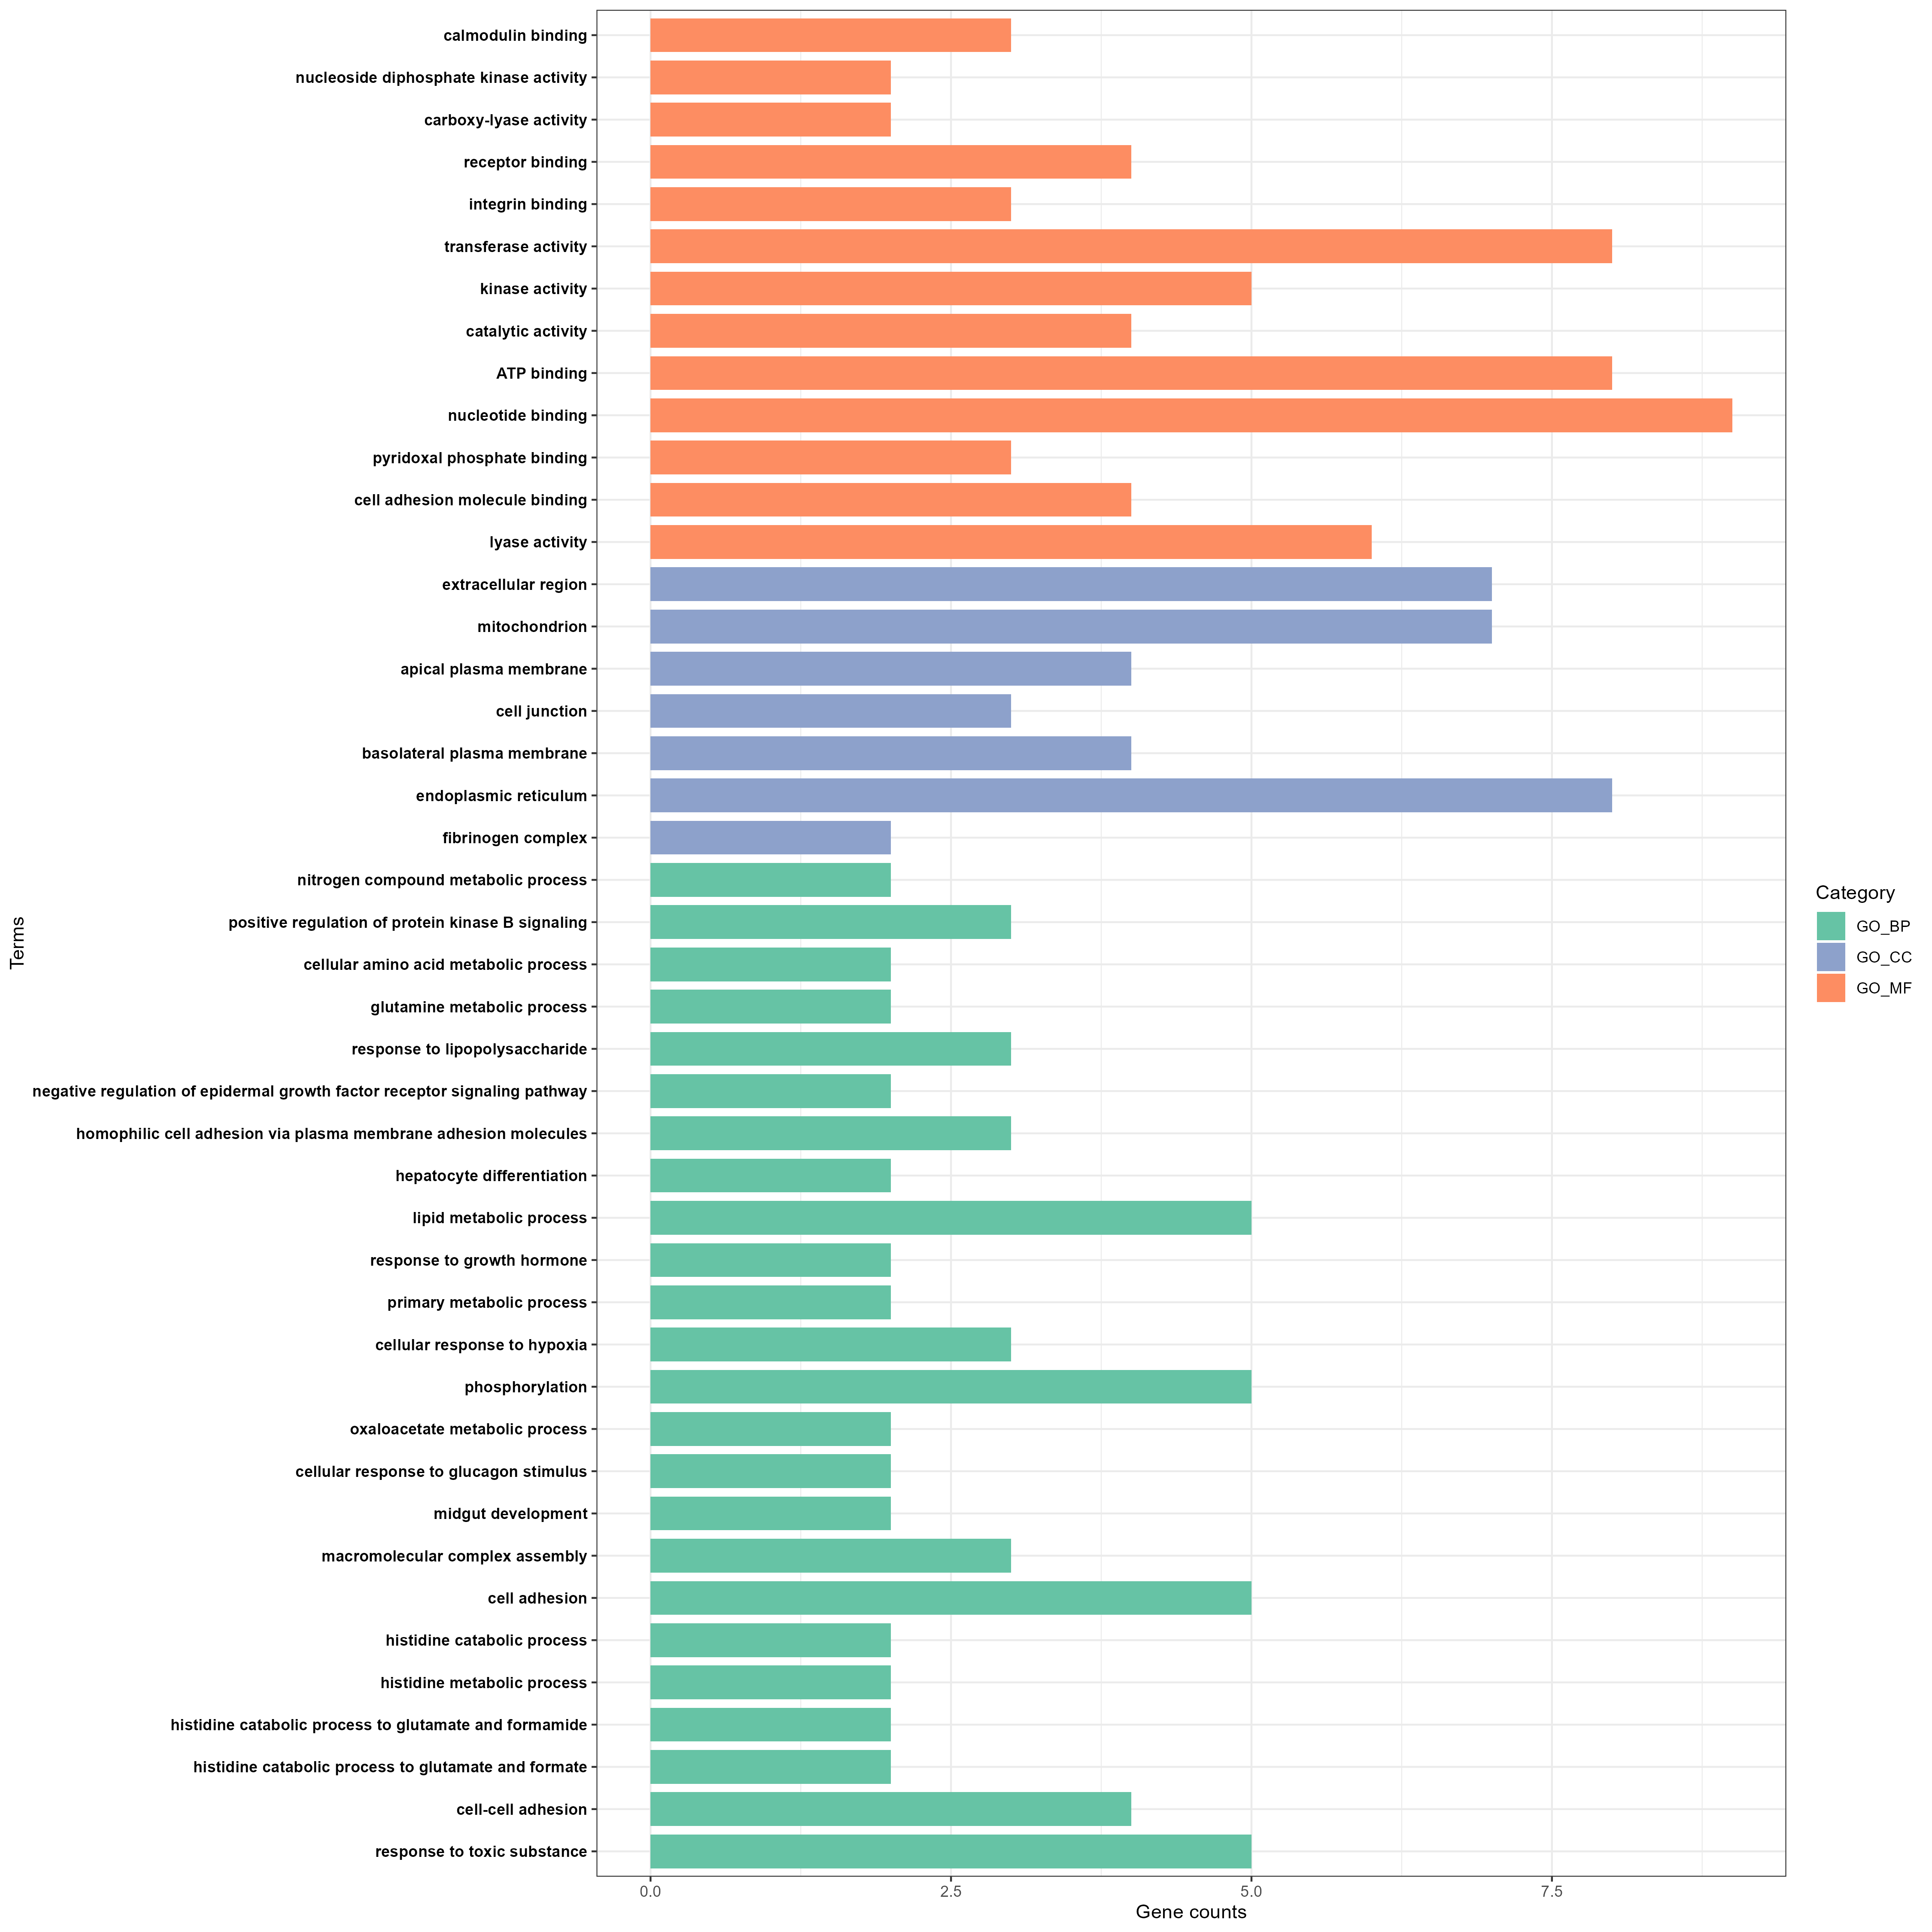 calmodulin binding
nucleoside diphosphate kinase activity
carboxy-lyase activity
receptor binding
integrin binding
transferase activity
kinase activity
catalytic activity
ATP binding
nucleotide binding
pyridoxal phosphate binding
cell adhesion molecule binding
lyase activity
extracellular region
mitochondrion
apical plasma membrane
cell junction
basolateral plasma membrane
endoplasmic reticulum
fibrinogen complex
nitrogen compound metabolic process
positive regulation of protein kinase B signaling
cellular amino acid metabolic process
glutamine metabolic process
response to lipopolysaccharide
negative regulation of epidermal growth factor receptor signaling pathway
homophilic cell adhesion via plasma membrane adhesion molecules
hepatocyte differentiation
lipid metabolic process
response to growth hormone
primary metabolic process
cellular response to hypoxia
phosphorylation
oxaloacetate metabolic process
cellular response to glucagon stimulus
midgut development
macromolecular complex assembly
cell adhesion
histidine catabolic process
histidine metabolic process
histidine catabolic process to glutamate and formamide
histidine catabolic process to glutamate and formate
cell-cell adhesion
response to toxic substance
Terms
0.0 2.5 5.0 7.5
Gene counts
Category
GO_BP
GO_CC
GO_MF